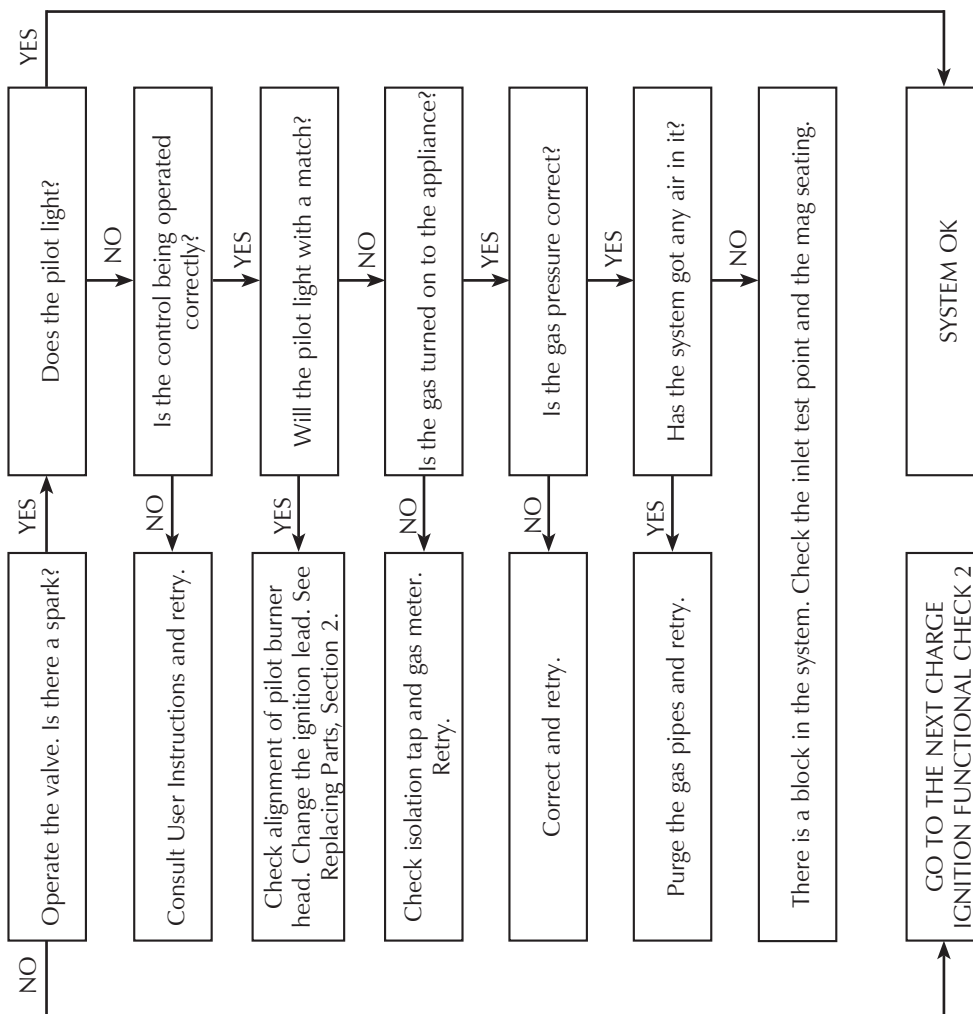 NO
Operate the valve. Is there a spark?
YES
Does the pilot light?
YES
NO
Consult User Instructions and retry.
NO
Is the control being operated
correctly?
YES
Check alignment of pilot burner
head. Change the ignition lead. See
Replacing Parts, Section 2.
YES
Will the pilot light with a match?
NO
Check isolation tap and gas meter.
Retry.
NO
Is the gas turned on to the appliance?
YES
Correct and retry.
NO
Is the gas pressure correct?
YES
Purge the gas pipes and retry.
YES
Has the system got any air in it?
NO
There is a block in the system. Check the inlet test point and the mag seating.
GO TO THE NEXT CHARGE
IGNITION FUNCTIONAL CHECK 2
SYSTEM OK